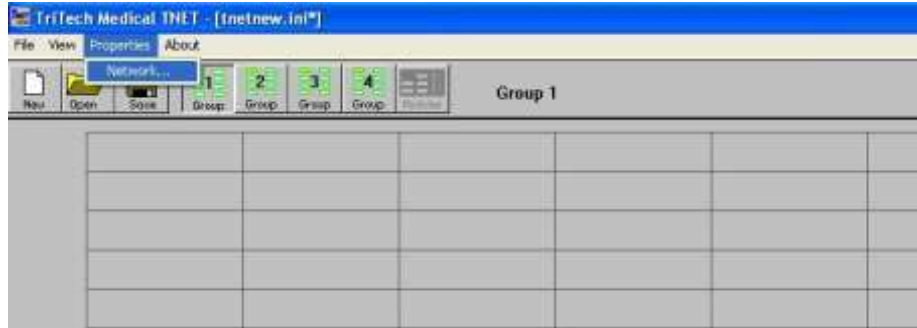 TriTech Medical TNET - [tnetnew.ini*]
File View Properties About
Network...
New Open Save 1 Group 2 Group 3 Group 4 Group Group 1